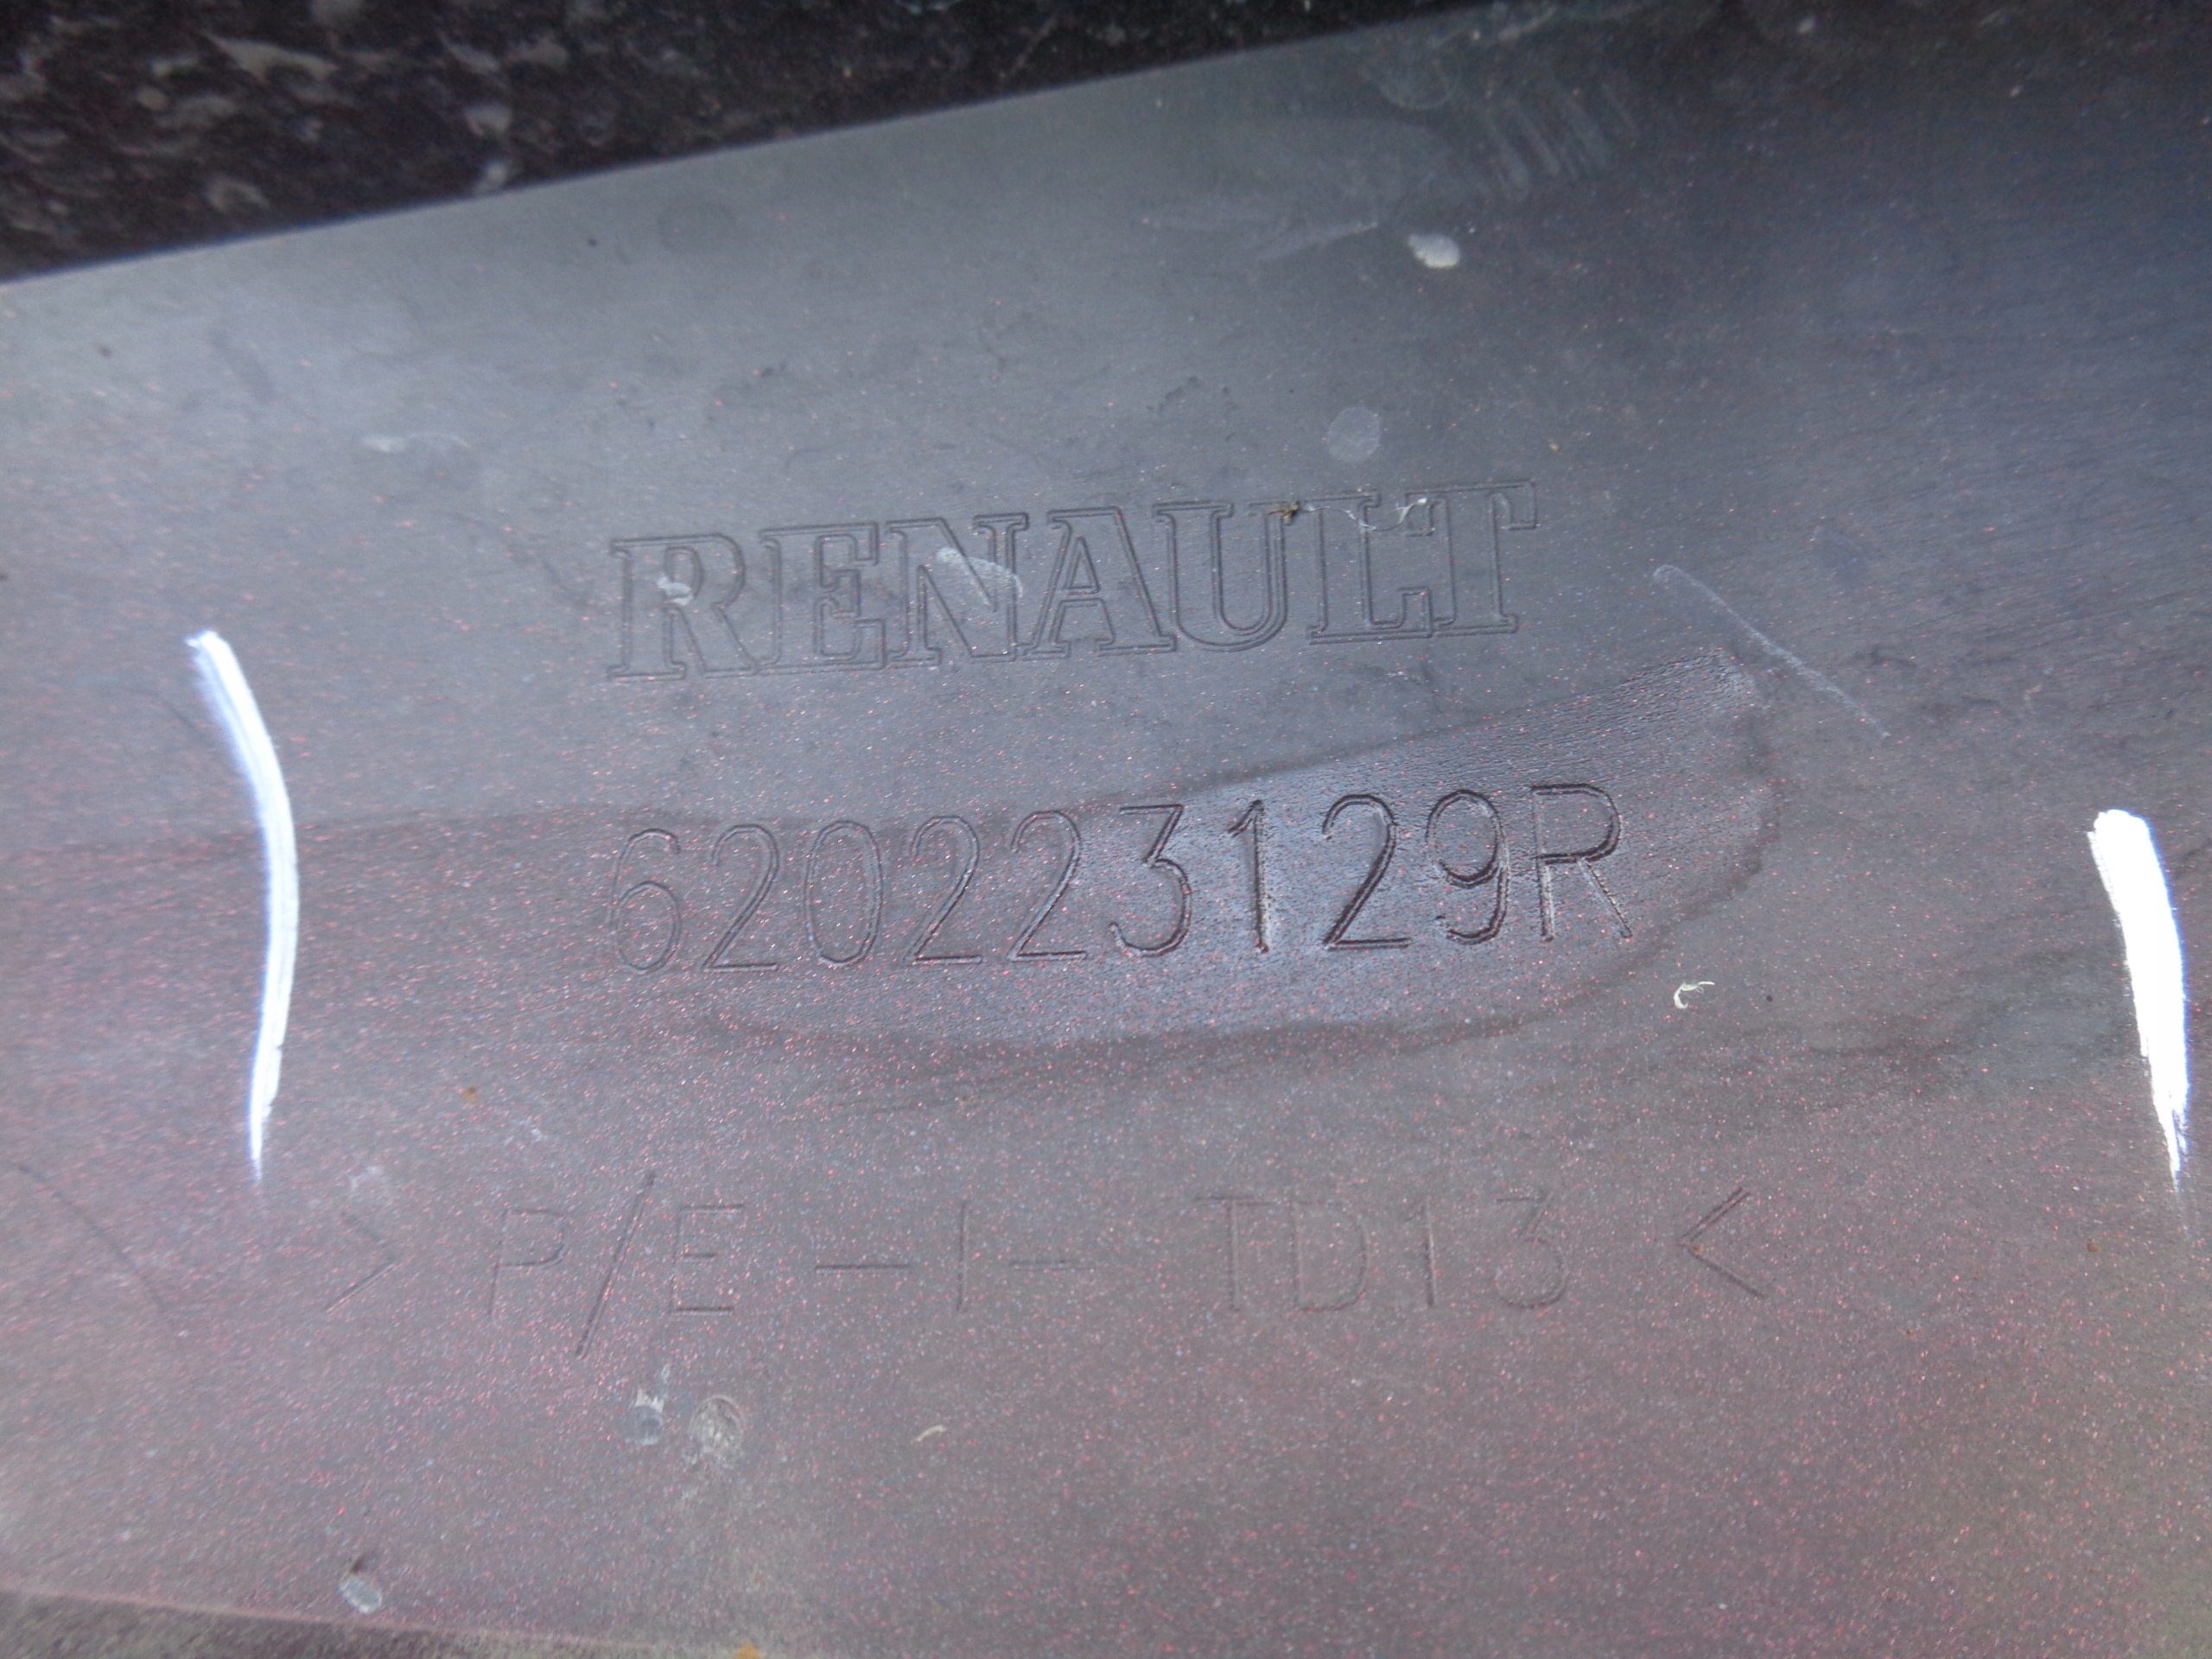 RENAULT
620223129R
> P/E -I- TD13 <